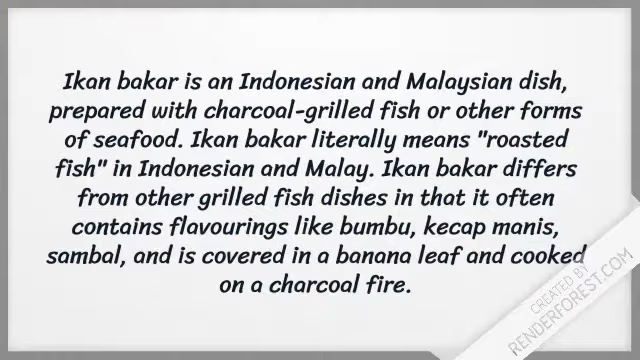 Ikan bakar is an Indonesian and Malaysian dish,
prepared with charcoal-grilled fish or other forms
of seafood. Ikan bakar literally means "roasted
fish" in Indonesian and Malay. Ikan bakar differs
from other grilled fish dishes in that it often
contains flavourings like bumbu, kecap manis,
sambal, and is covered in a banana leaf and cooked
on a charcoal fire.
CREATED BY
RENDERFOREST.COM